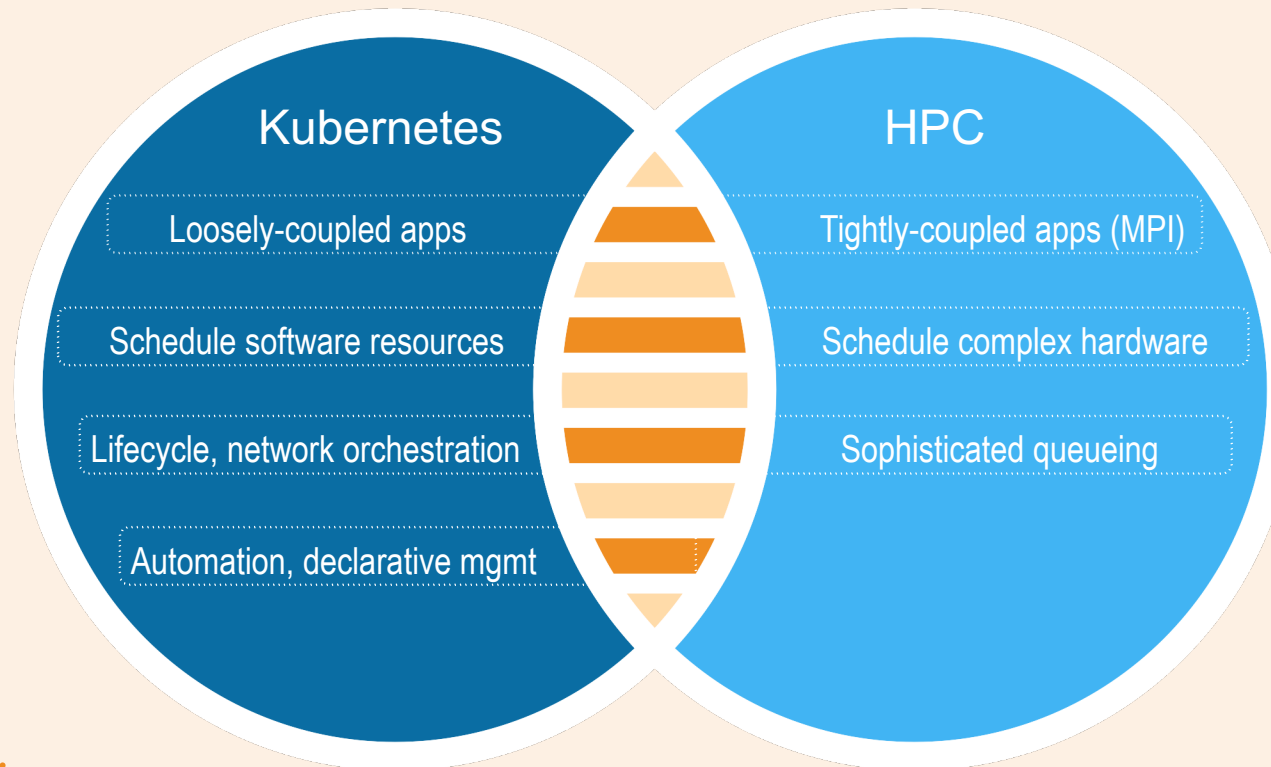 Kubernetes
Loosely-coupled apps
Schedule software resources
Lifecycle, network orchestration
Automation, declarative mgmt
HPC
Tightly-coupled apps (MPI)
Schedule complex hardware
Sophisticated queueing